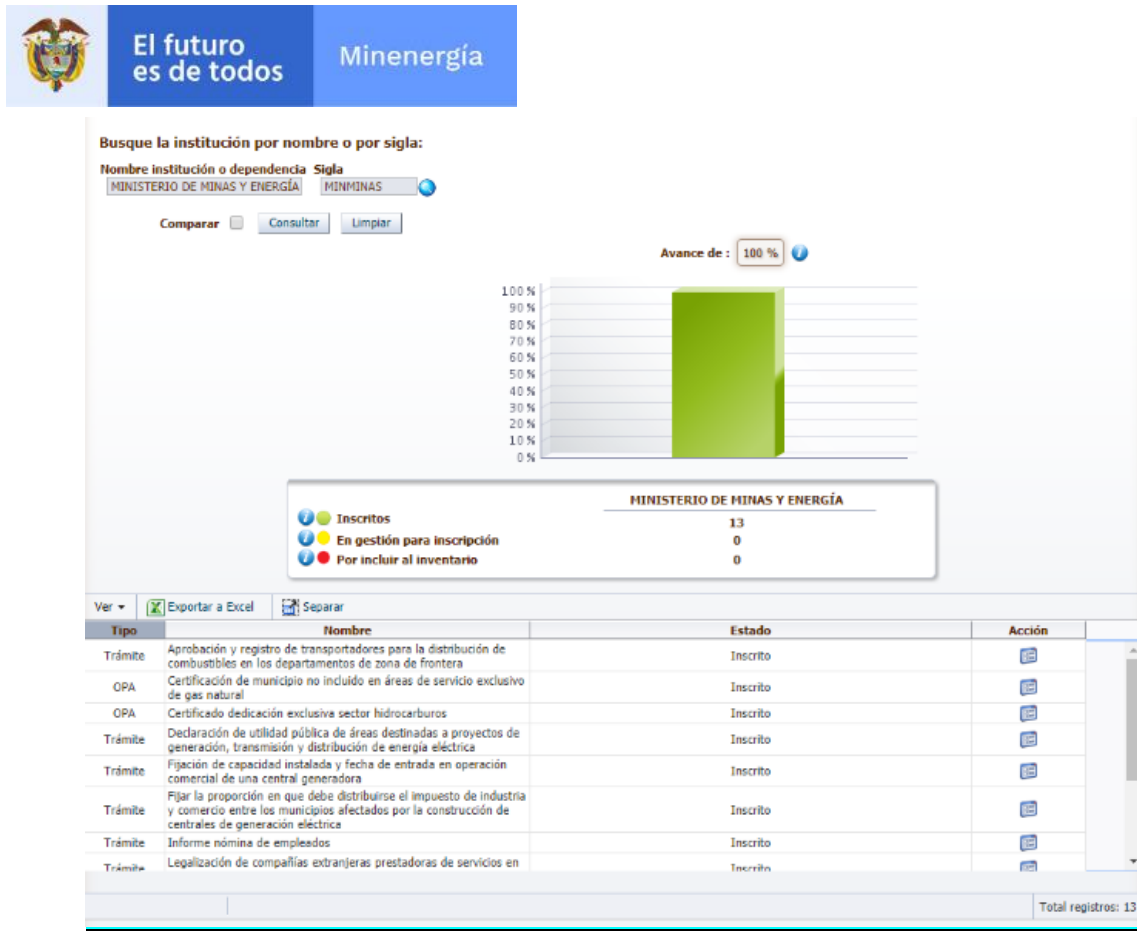 El futuro
es de todos
Minenergía
Busque la institución por nombre o por sigla:
Nombre institución o dependencia Sigla
MINISTERIO DE MINAS Y ENERGÍA MINMINAS
Comparar Consultar Limpiar
Avance de : 100 %
100 %
90 %
80 %
70 %
60 %
50 %
40 %
30 %
20 %
10 %
0 %
MINISTERIO DE MINAS Y ENERGÍA
Inscritos 13
En gestión para inscripción 0
Por incluir al inventario 0
Ver Exportar a Excel Separar
Tipo Nombre Estado Acción
Trámite Aprobación y registro de transportadores para la distribución de Inscrito
combustibles en los departamentos de zona de frontera
OPA Certificación de municipio no incluido en áreas de servicio exclusivo Inscrito
de gas natural
OPA Certificado dedicación exclusiva sector hidrocarburos Inscrito
Trámite Declaración de utilidad pública de áreas destinadas a proyectos de Inscrito
generación, transmisión y distribución de energía eléctrica
Trámite Fijación de capacidad instalada y fecha de entrada en operación Inscrito
comercial de una central generadora
Fijar la proporción en que debe distribuirse el impuesto de industria
Trámite y comercio entre los municipios afectados por la construcción de Inscrito
centrales de generación eléctrica
Trámite Informe nómina de empleados Inscrito
Trámite Legalización de compañías extranjeras prestadoras de servicios en Inscrito
Total registros: 13